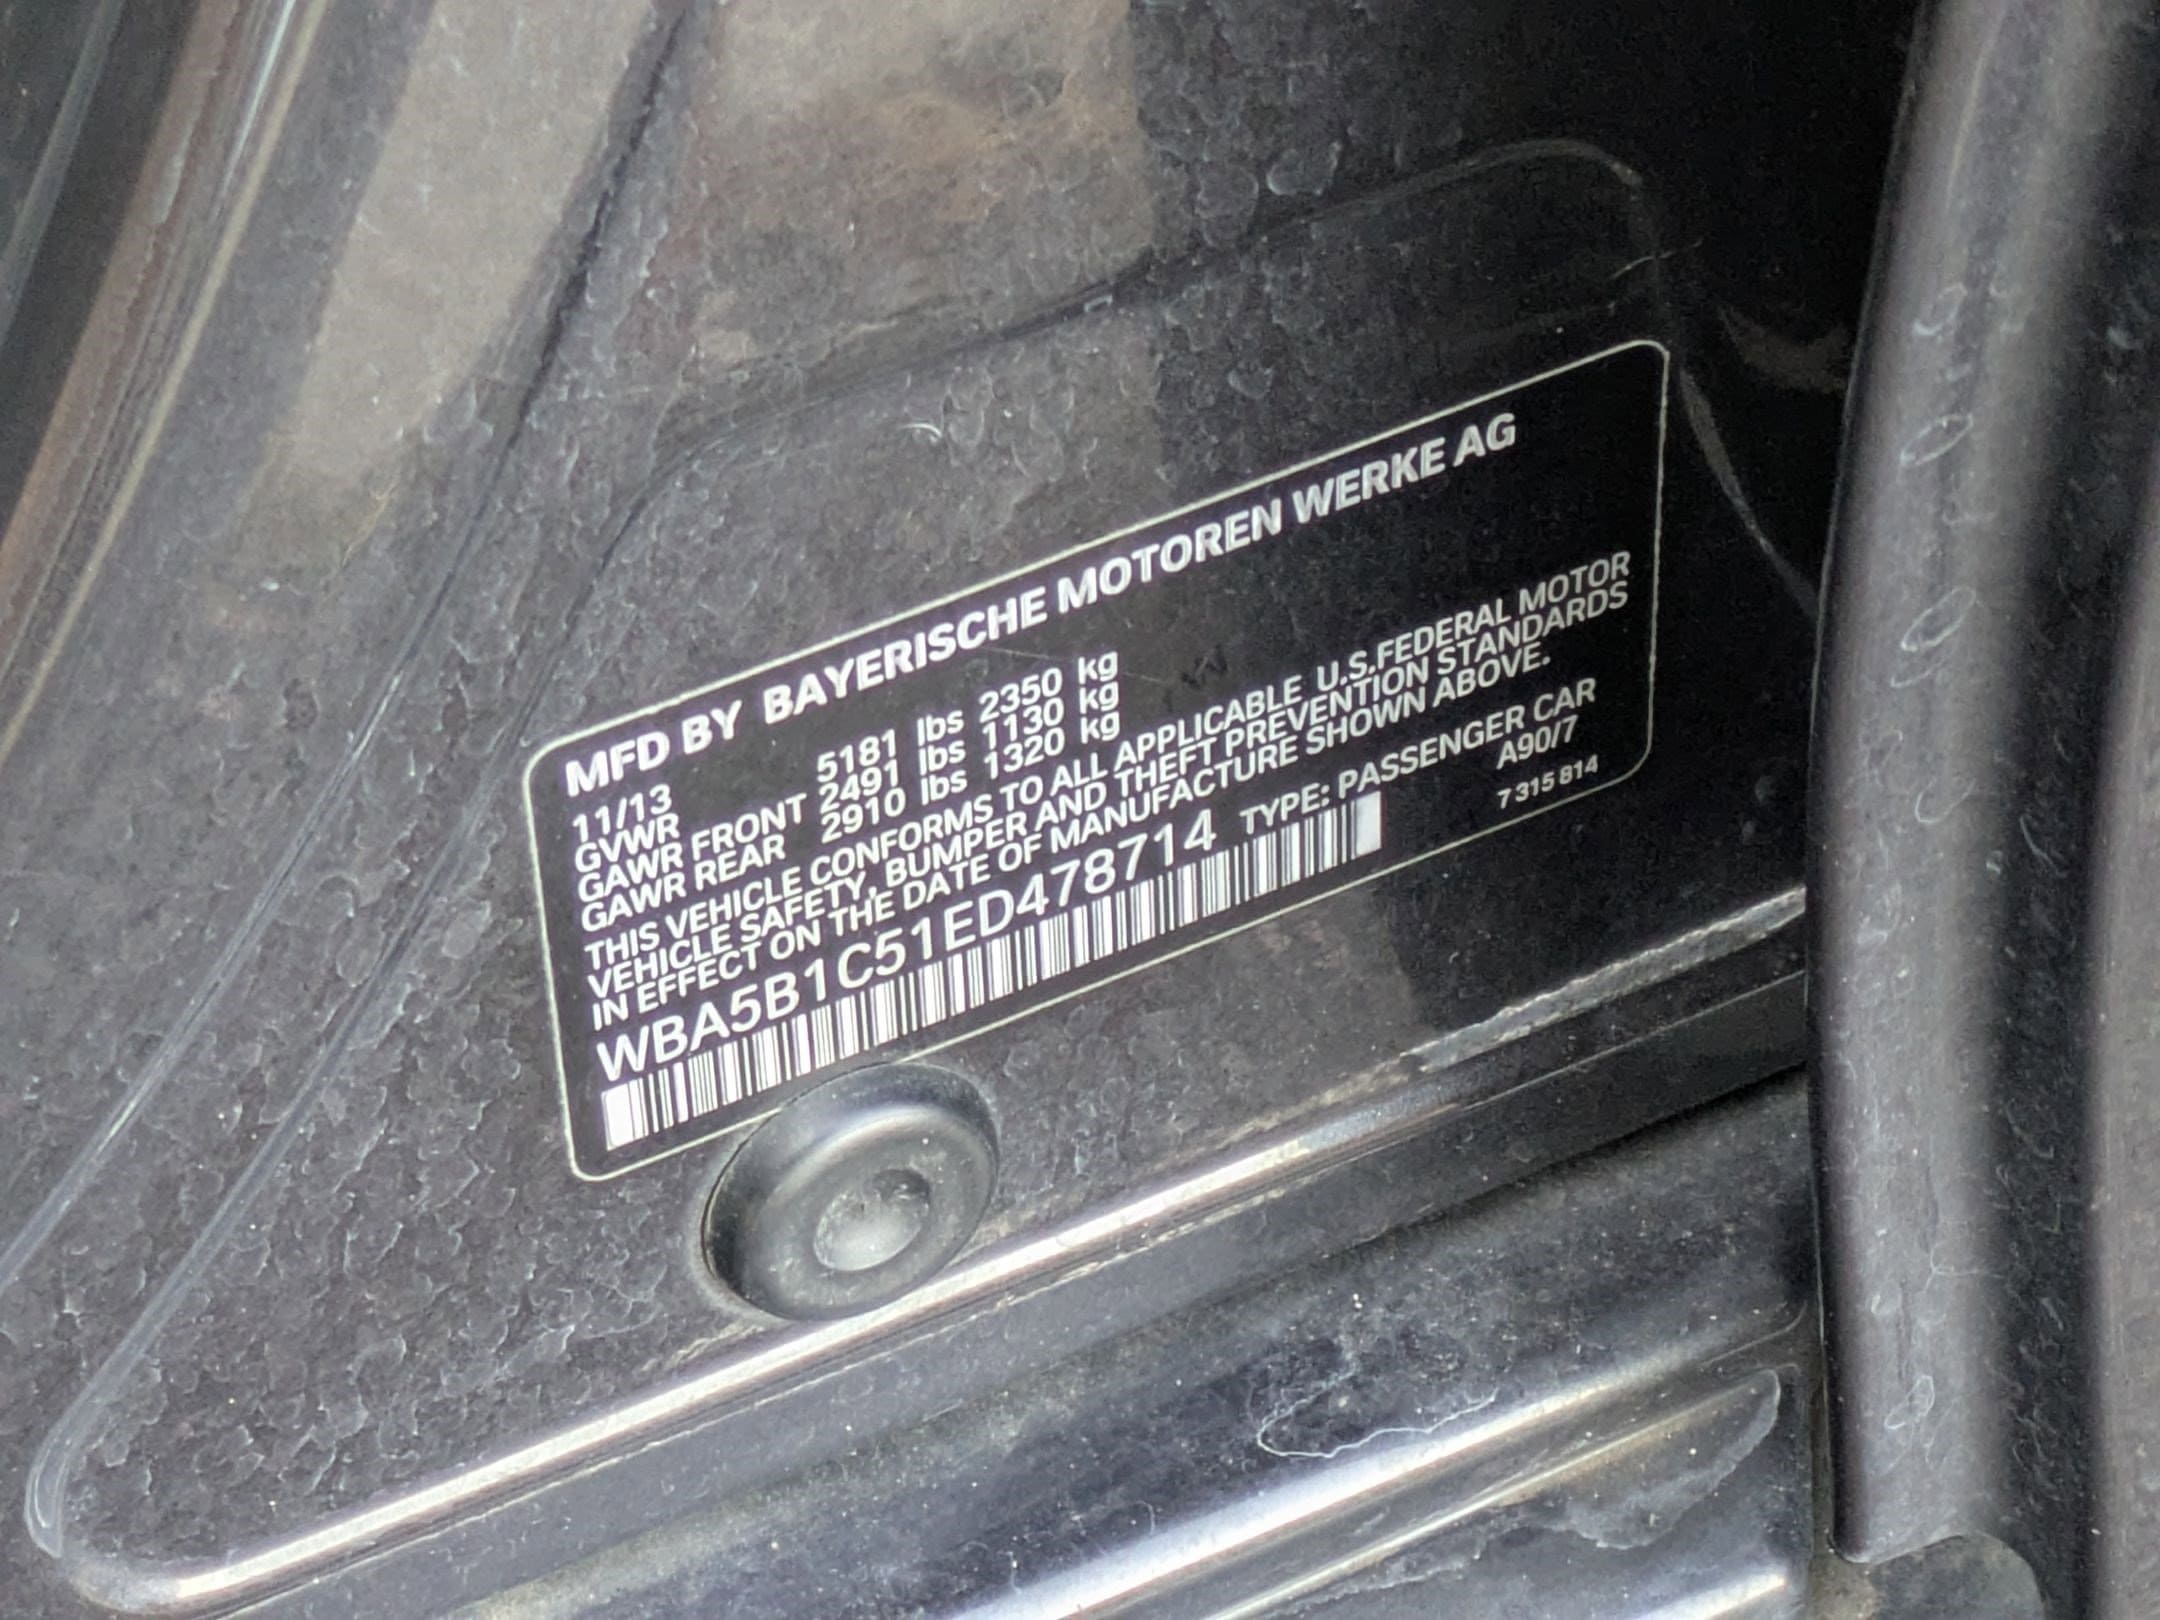 MFD BY BAYERISCHE MOTOREN WERKE AG
11/13
GVWR 5181 lbs 2350 kg
GAWR FRONT 2491 lbs 1130 kg
GAWR REAR 2910 lbs 1320 kg
THIS VEHICLE CONFORMS TO ALL APPLICABLE U.S.FEDERAL MOTOR
VEHICLE SAFETY, BUMPER AND THEFT PREVENTION STANDARDS
IN EFFECT ON THE DATE OF MANUFACTURE SHOWN ABOVE.
WBA5B1C51ED478714 TYPE: PASSENGER CAR
A90/7
7 315 814